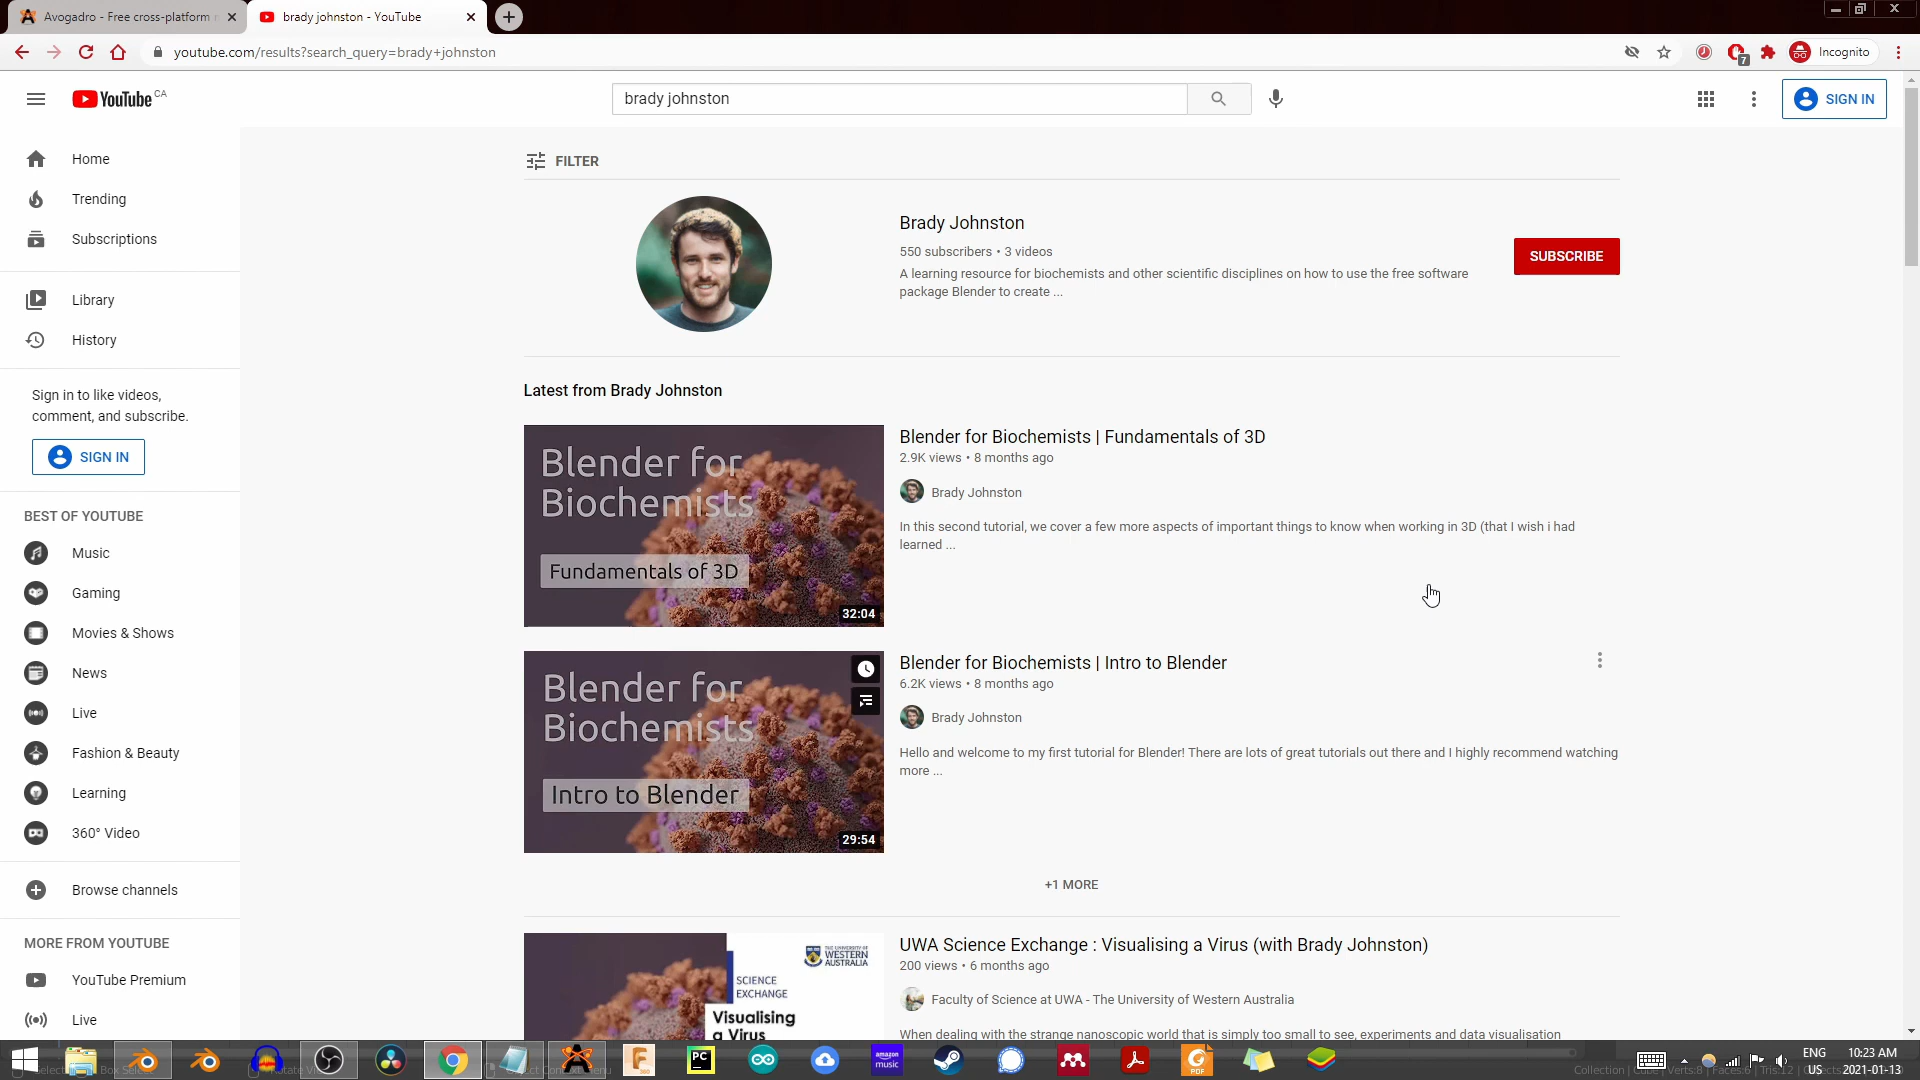 Avogadro - Free cross-platform
brady johnston - YouTube
youtube.com/results?search_query=brady+johnston
7
Incognito
YouTube CA
brady johnston
SIGN IN
Home
Trending
Subscriptions
Library
History
Sign in to like videos,
comment, and subscribe.
SIGN IN
BEST OF YOUTUBE
Music
Gaming
Movies & Shows
News
Live
Fashion & Beauty
Learning
360° Video
Browse channels
MORE FROM YOUTUBE
YouTube Premium
Live
FILTER
Brady Johnston
550 subscribers • 3 videos
A learning resource for biochemists and other scientific disciplines on how to use the free software
package Blender to create ...
SUBSCRIBE
Latest from Brady Johnston
Blender for
Biochemists
Fundamentals of 3D
32:04
Blender for Biochemists | Fundamentals of 3D
2.9K views • 8 months ago
Brady Johnston
In this second tutorial, we cover a few more aspects of important things to know when working in 3D (that I wish i had
learned ...
Blender for
Biochemists
Intro to Blender
29:54
Blender for Biochemists | Intro to Blender
6.2K views • 8 months ago
Brady Johnston
Hello and welcome to my first tutorial for Blender! There are lots of great tutorials out there and I highly recommend watching
more ...
+1 MORE
THE UNIVERSITY OF
WESTERN
AUSTRALIA
SCIENCE
EXCHANGE
Visualising
a Virus
UWA Science Exchange : Visualising a Virus (with Brady Johnston)
200 views • 6 months ago
Faculty of Science at UWA - The University of Western Australia
When dealing with the strange nanoscopic world that is simply too small to see, experiments and data visualisation
PC
amazon
music
PDF
ENG
US
10:23 AM
2021-01-13